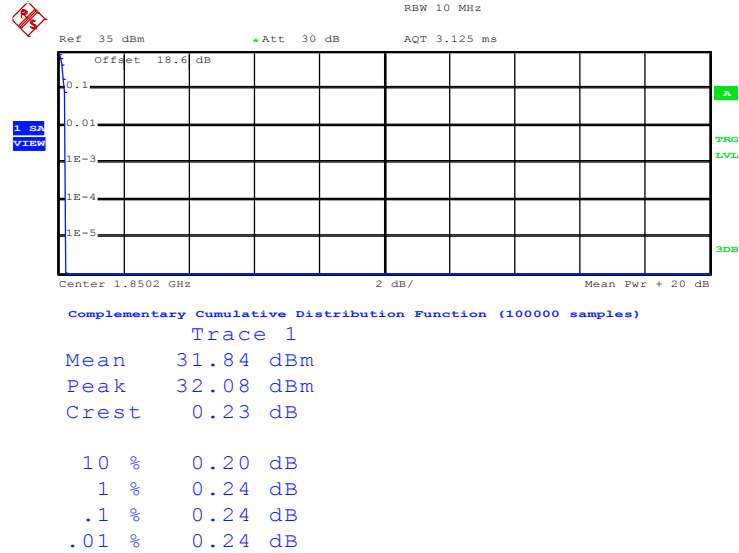 RBW 10 MHz
Ref 35 dBm * Att 30 dB AQT 3.125 ms
Offset 18.6 dB
0.1
A
0.01
1 SA
VIEW
TRG
LVL
1E-3
1E-4
1E-5
3DB
Center 1.8502 GHz 2 dB/ Mean Pwr + 20 dB
Complementary Cumulative Distribution Function (100000 samples)
Trace 1
Mean 31.84 dBm
Peak 32.08 dBm
Crest 0.23 dB
10 % 0.20 dB
1 % 0.24 dB
.1 % 0.24 dB
.01 % 0.24 dB